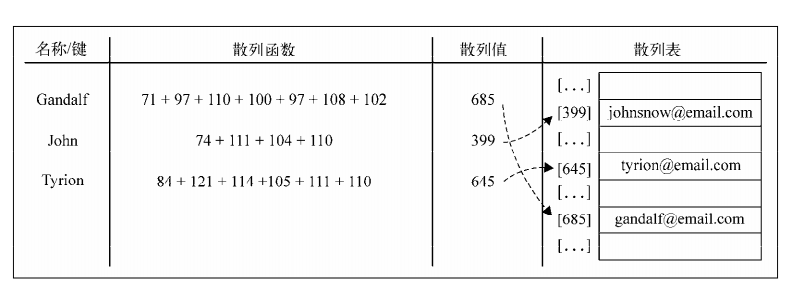 名称/键 散列函数 散列值 散列表
[...]
Gandalf 71 + 97 + 110 + 100 + 97 + 108 + 102 685
[399] johnsnow@email.com
John 74 + 111 + 104 + 110 399 [...]
[645] tyrion@email.com
Tyrion 84 + 121 + 114 +105 + 111 + 110 645
[...]
[685] gandalf@email.com
[...]